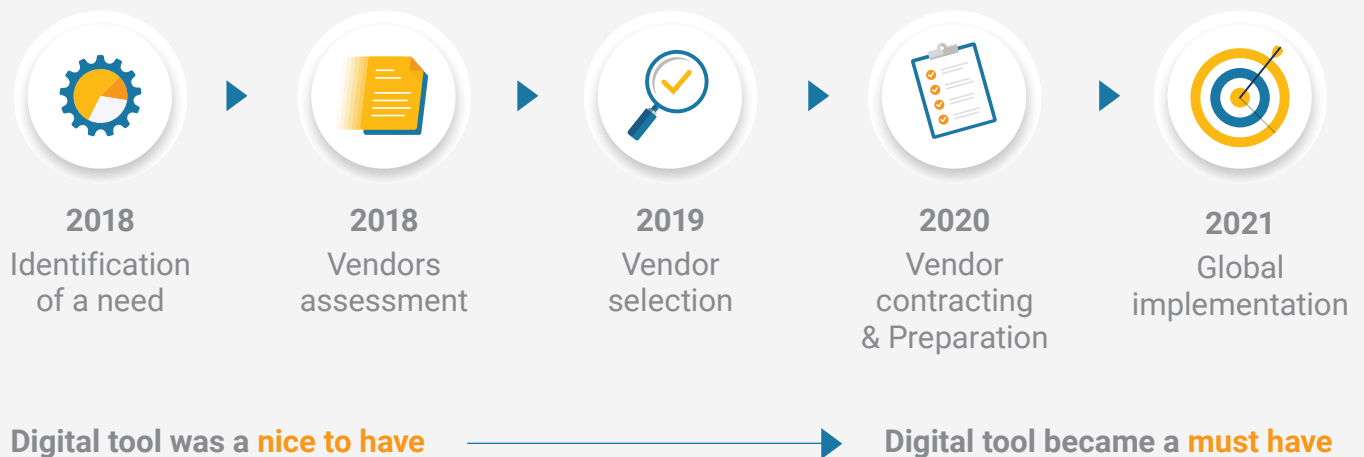 2018
Identification
of a need
2018
Vendors
assessment
2019
Vendor
selection
2020
Vendor
contracting
& Preparation
2021
Global
implementation
Digital tool was a nice to have
Digital tool became a must have